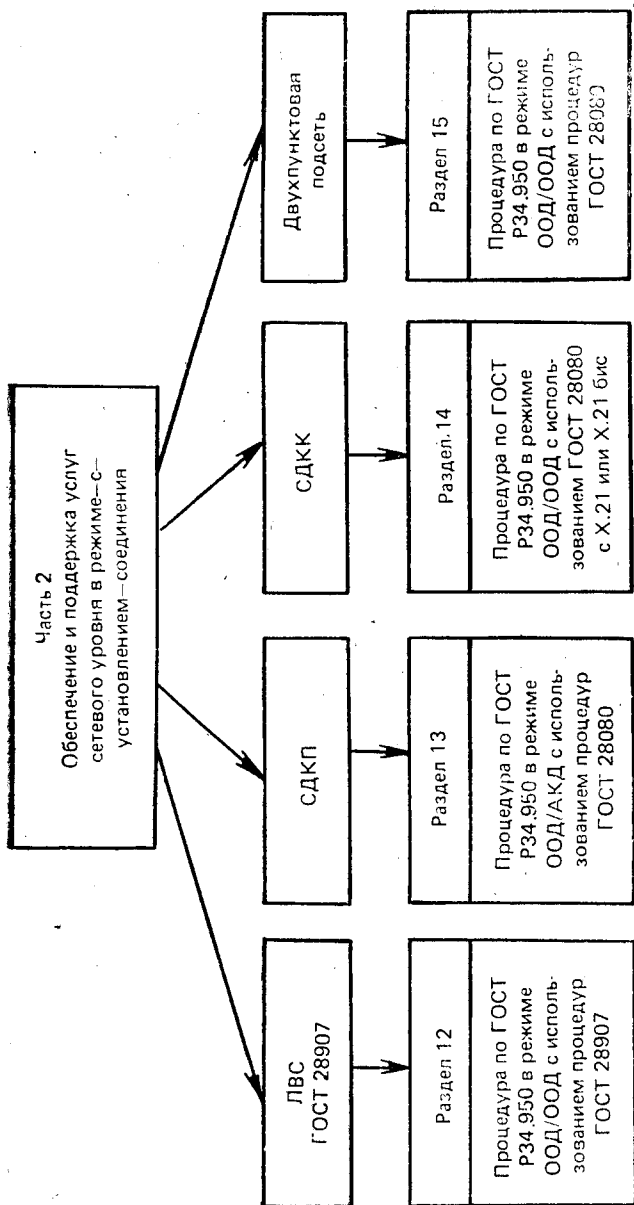 Часть 2
Обеспечение и поддержка услуг
сетевого уровня в режиме—с—
установлением—соединения
ЛВС
ГОСТ 28907
СДКП
СДКК
Двухпунктовая
подсеть
Раздел 12
Процедура по ГОСТ
Р34.950 в режиме
ООД/ООД с исполь-
зованием процедур
ГОСТ 28907
Раздел 13
Процедура по ГОСТ
Р34.950 в режиме
ООД/АКД с исполь-
зованием процедур
ГОСТ 28080
Раздел. 14
Процедура по ГОСТ
Р34.950 в режиме
ООД/ООД с исполь-
зованием ГОСТ 28080
с X.21 или X.21 бис
Раздел 15
Процедура по ГОСТ
Р34.950 в режиме
ООД/ООД с исполь-
зованием процедур
ГОСТ 28080